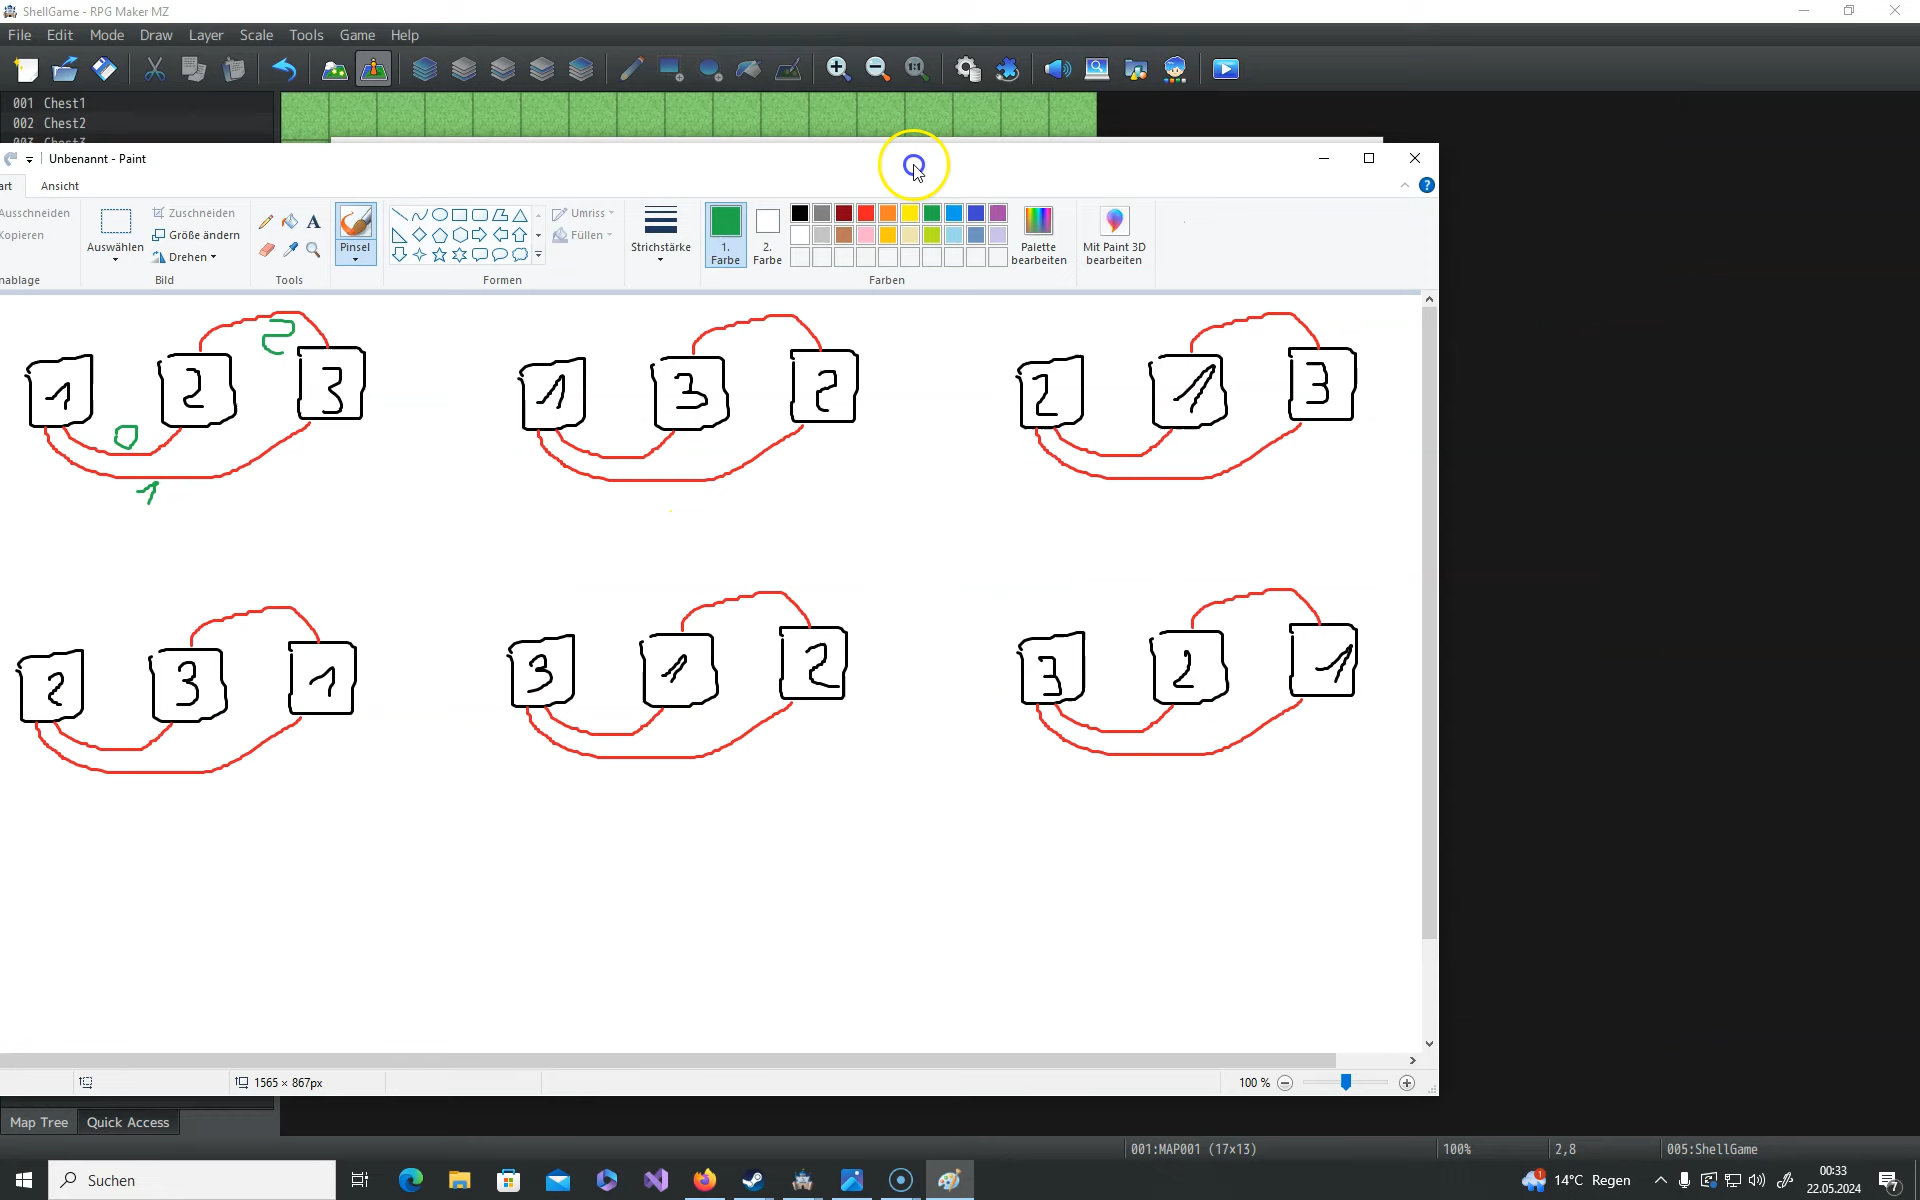 ShellGame - RPG Maker MZ
File Edit Mode Draw Layer Scale Tools Game Help
001 Chest1
002 Chest2
Unbenannt - Paint
art Ansicht
Ausschneiden
Kopieren
nablage
Auswählen
Zuschneiden
Größe ändern
Drehen
Bild
A
Tools
Pinsel
Umriss
Füllen
Formen
Strichstärke
1.
Farbe
2.
Farbe
Palette
bearbeiten
Mit Paint 3D
bearbeiten
Farben
2
1 2 3
0
1
1 3 2
2 1 3
2 3 1
3 1 2
3 2 1
1565 × 867px
100 %
Map Tree Quick Access
001:MAP001 (17x13) 100% 2,8 005:ShellGame
Suchen
14°C Regen
00:33
22.05.2024